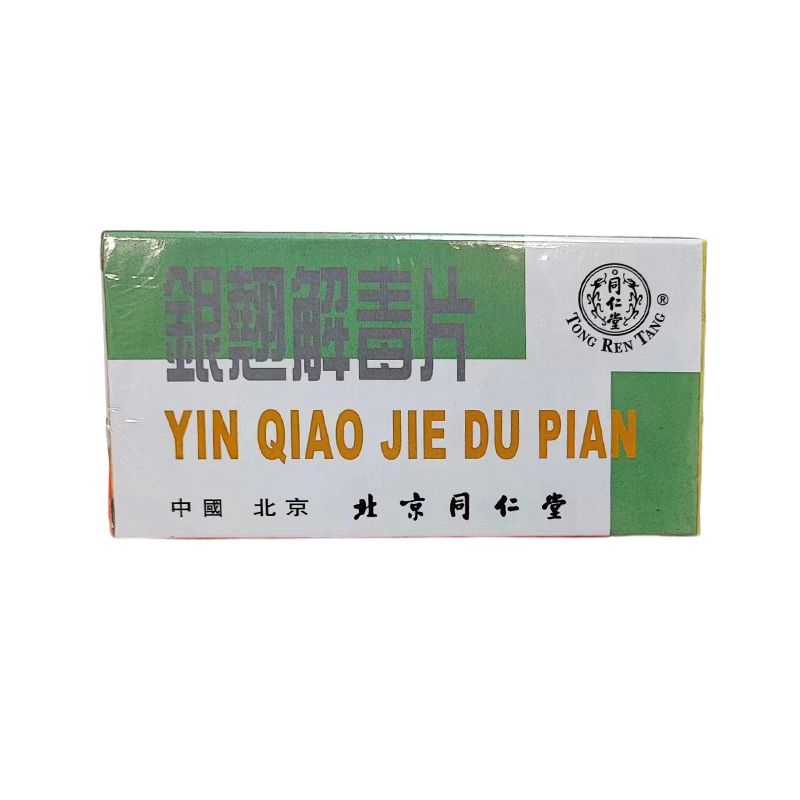 銀翹解毒片
同仁堂
®
TONG REN TANG
YIN QIAO JIE DU PIAN
中國 北京 北京同仁堂